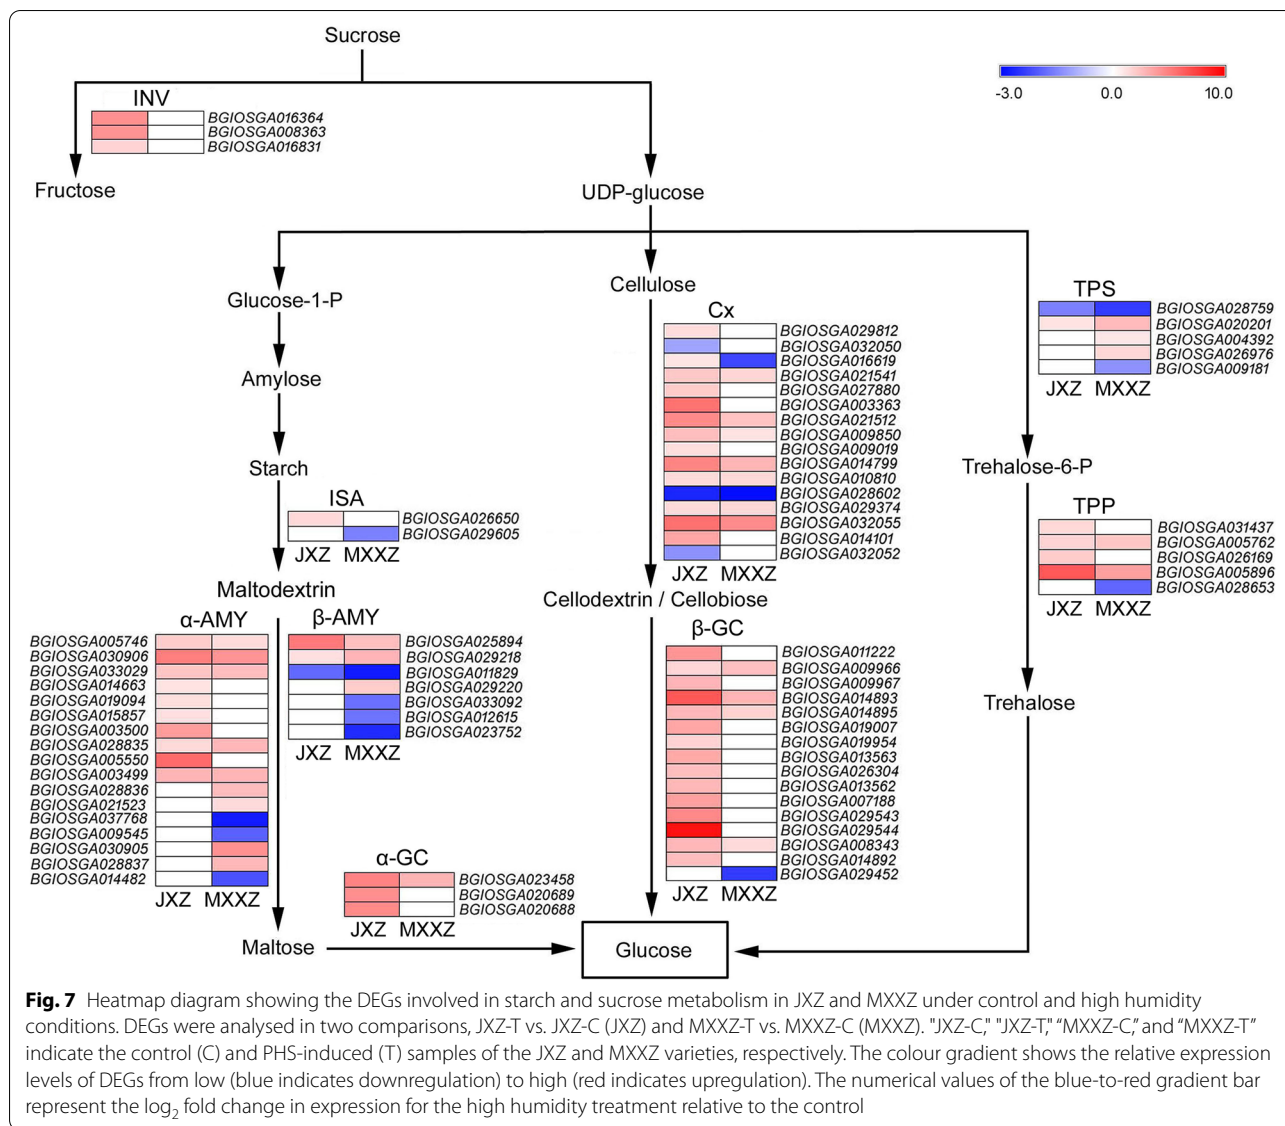 Sucrose
-3.0 0.0 10.0
INV
BGIOSGA016364
BGIOSGA008363
BGIOSGA016831
Fructose
UDP-glucose
Glucose-1-P
Amylose
Starch
ISA
BGIOSGA026650
BGIOSGA029605
JXZ MXXZ
Maltodextrin
α-AMY
BGIOSGA005746
BGIOSGA030906
BGIOSGA033029
BGIOSGA014663
BGIOSGA019094
BGIOSGA015857
BGIOSGA003500
BGIOSGA028835
BGIOSGA005550
BGIOSGA003499
BGIOSGA028836
BGIOSGA021523
BGIOSGA037768
BGIOSGA009545
BGIOSGA030905
BGIOSGA028837
BGIOSGA014482
JXZ MXXZ
β-AMY
BGIOSGA025894
BGIOSGA029218
BGIOSGA011829
BGIOSGA029220
BGIOSGA033092
BGIOSGA012615
BGIOSGA023752
JXZ MXXZ
α-GC
BGIOSGA023458
BGIOSGA020689
BGIOSGA020688
JXZ MXXZ
Maltose
Cellulose
Cx
BGIOSGA029812
BGIOSGA032050
BGIOSGA016619
BGIOSGA021541
BGIOSGA027880
BGIOSGA003363
BGIOSGA021512
BGIOSGA009850
BGIOSGA009019
BGIOSGA014799
BGIOSGA010810
BGIOSGA028602
BGIOSGA029374
BGIOSGA032055
BGIOSGA014101
BGIOSGA032052
JXZ MXXZ
Cellodextrin / Cellobiose
β-GC
BGIOSGA011222
BGIOSGA009966
BGIOSGA009967
BGIOSGA014893
BGIOSGA014895
BGIOSGA019007
BGIOSGA019954
BGIOSGA013563
BGIOSGA026304
BGIOSGA013562
BGIOSGA007188
BGIOSGA029543
BGIOSGA029544
BGIOSGA008343
BGIOSGA014892
BGIOSGA029452
JXZ MXXZ
Glucose
TPS
BGIOSGA028759
BGIOSGA020201
BGIOSGA004392
BGIOSGA026976
BGIOSGA009181
JXZ MXXZ
Trehalose-6-P
TPP
BGIOSGA031437
BGIOSGA005762
BGIOSGA026169
BGIOSGA005896
BGIOSGA028653
JXZ MXXZ
Trehalose
Fig. 7 Heatmap diagram showing the DEGs involved in starch and sucrose metabolism in JXZ and MXXZ under control and high humidity
conditions. DEGs were analysed in two comparisons, JXZ-T vs. JXZ-C (JXZ) and MXXZ-T vs. MXXZ-C (MXXZ). "JXZ-C," "JXZ-T," “MXXZ-C,” and “MXXZ-T”
indicate the control (C) and PHS-induced (T) samples of the JXZ and MXXZ varieties, respectively. The colour gradient shows the relative expression
levels of DEGs from low (blue indicates downregulation) to high (red indicates upregulation). The numerical values of the blue-to-red gradient bar
represent the log2 fold change in expression for the high humidity treatment relative to the control